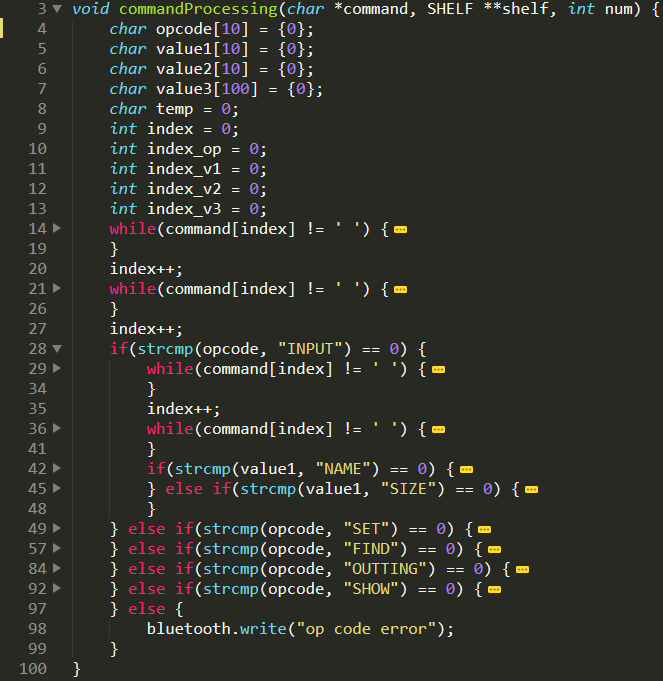 3 void commandProcessing(char *command, SHELF **shelf, int num) {
4     char opcode[10] = {0};
5     char value1[10] = {0};
6     char value2[10] = {0};
7     char value3[100] = {0};
8     char temp = 0;
9     int index = 0;
10     int index_op = 0;
11     int index_v1 = 0;
12     int index_v2 = 0;
13     int index_v3 = 0;
14     while(command[index] != ' ') {
19     }
20     index++;
21     while(command[index] != ' ') {
26     }
27     index++;
28     if(strcmp(opcode, "INPUT") == 0) {
29         while(command[index] != ' ') {
34         }
35         index++;
36         while(command[index] != ' ') {
41         }
42         if(strcmp(value1, "NAME") == 0) {
45         } else if(strcmp(value1, "SIZE") == 0) {
48         }
49     } else if(strcmp(opcode, "SET") == 0) {
57     } else if(strcmp(opcode, "FIND") == 0) {
84     } else if(strcmp(opcode, "OUTTING") == 0) {
92     } else if(strcmp(opcode, "SHOW") == 0) {
97     } else {
98         bluetooth.write("op code error");
99     }
100 }